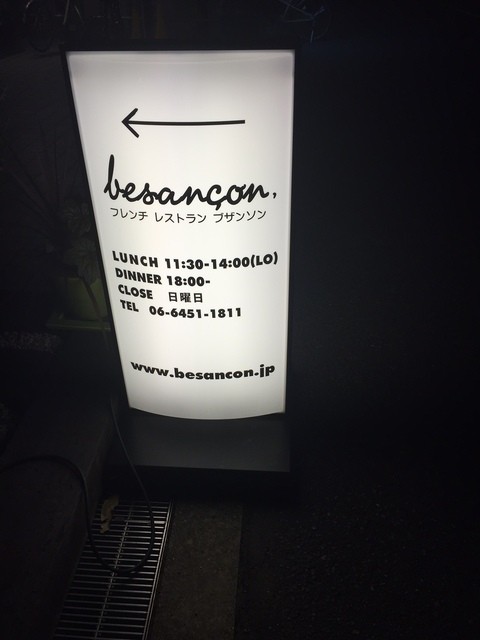 besançon,
フレンチ レストラン ブザンソン
LUNCH 11:30-14:00(LO)
DINNER 18:00-
CLOSE 日曜日
TEL 06-6451-1811
www.besancon.jp